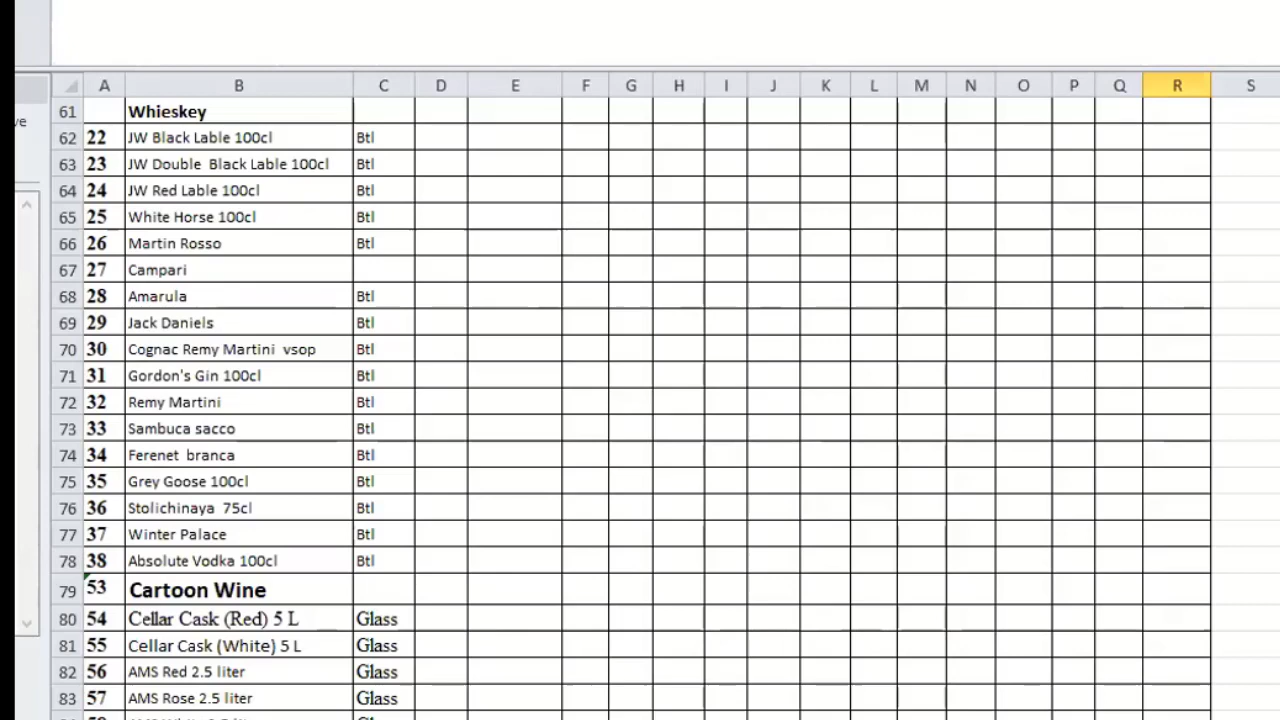 A B C D E F G H I J K L M N O P Q R S
ve
61 Whieskey
62 22 JW Black Lable 100cl Btl
63 23 JW Double Black Lable 100cl Btl
64 24 JW Red Lable 100cl Btl
65 25 White Horse 100cl Btl
66 26 Martin Rosso Btl
67 27 Campari
68 28 Amarula Btl
69 29 Jack Daniels Btl
70 30 Cognac Remy Martini vsop Btl
71 31 Gordon's Gin 100cl Btl
72 32 Remy Martini Btl
73 33 Sambuca sacco Btl
74 34 Ferenet branca Btl
75 35 Grey Goose 100cl Btl
76 36 Stolichinaya 75cl Btl
77 37 Winter Palace Btl
78 38 Absolute Vodka 100cl Btl
79 53 Cartoon Wine
80 54 Cellar Cask (Red) 5 L Glass
81 55 Cellar Cask (White) 5 L Glass
82 56 AMS Red 2.5 liter Glass
83 57 AMS Rose 2.5 liter Glass